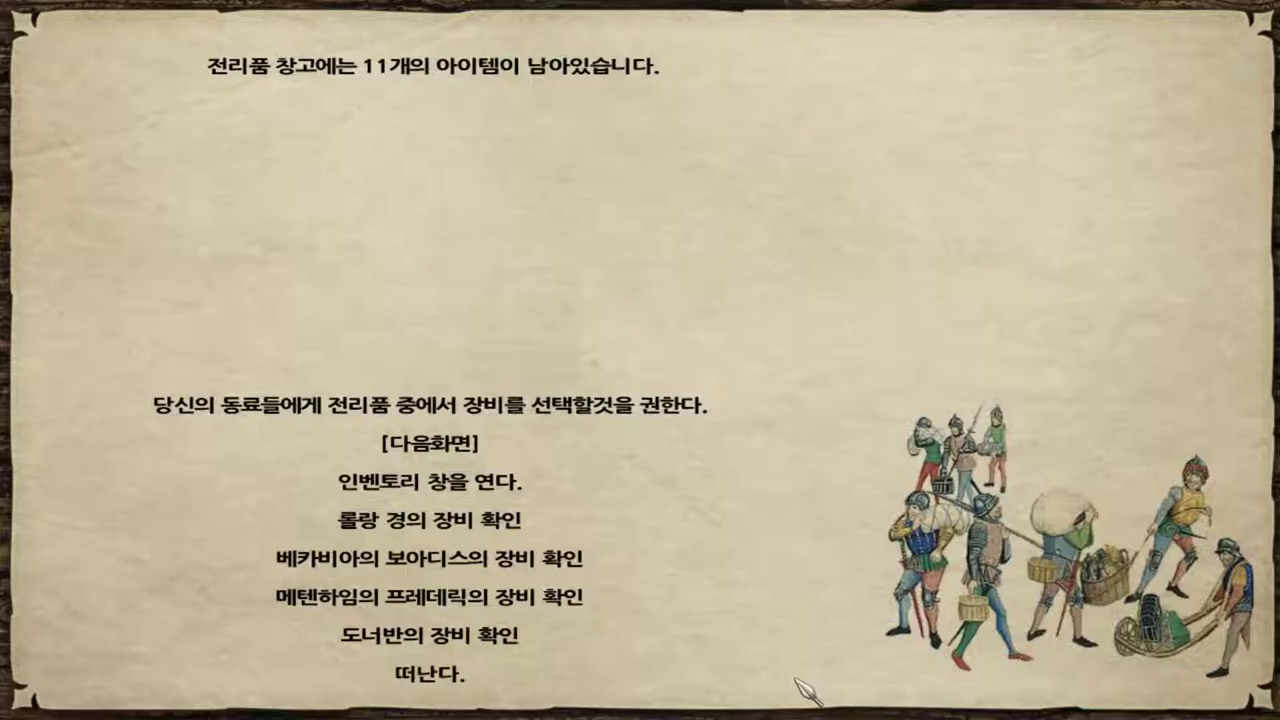 전리품 창고에는 11개의 아이템이 남아있습니다.
당신의 동료들에게 전리품 중에서 장비를 선택할것을 권한다.
[다음화면]
인벤토리 창을 연다.
롤랑 경의 장비 확인
베카비아의 보아디스의 장비 확인
메텐하임의 프레데릭의 장비 확인
도너반의 장비 확인
떠난다.